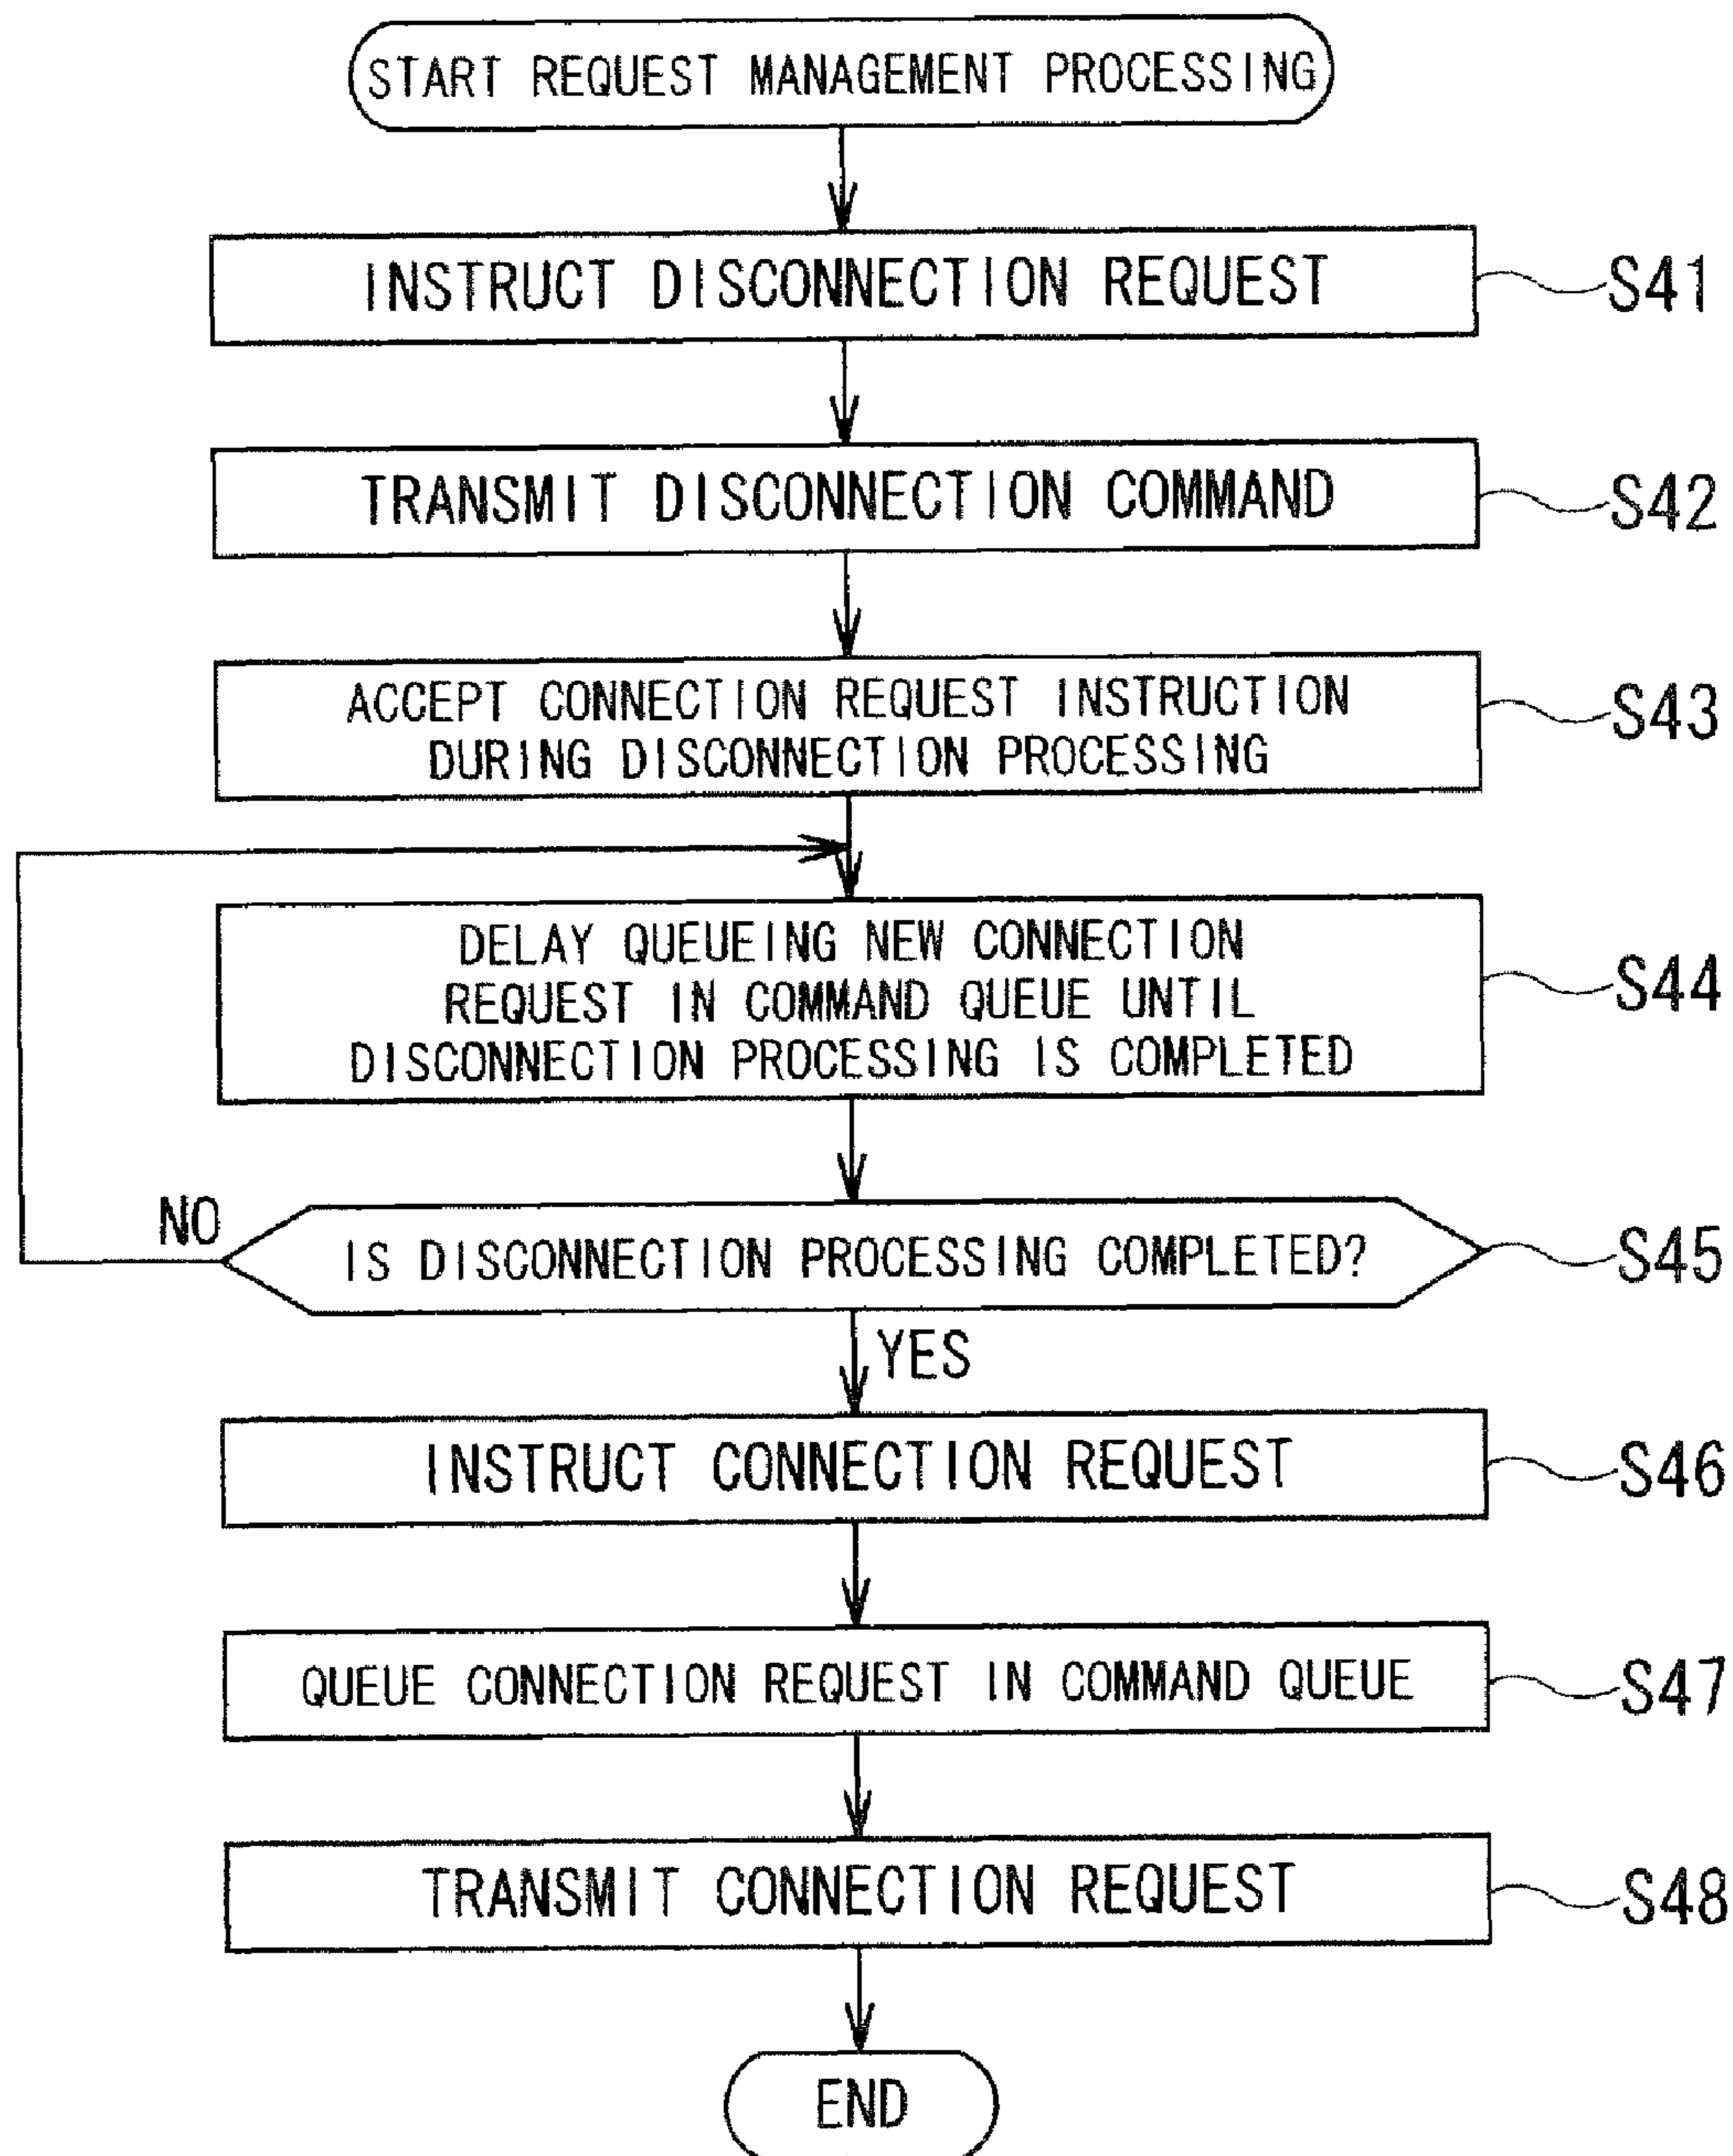 START REQUEST MANAGEMENT PROCESSING
INSTRUCT DISCONNECTION REQUEST
S41
TRANSMIT DISCONNECTION COMMAND
S42
ACCEPT CONNECTION REQUEST INSTRUCTION
DURING DISCONNECTION PROCESSING
S43
DELAY QUEUEING NEW CONNECTION
REQUEST IN COMMAND QUEUE UNTIL
DISCONNECTION PROCESSING IS COMPLETED
S44
NO
IS DISCONNECTION PROCESSING COMPLETED?
S45
YES
INSTRUCT CONNECTION REQUEST
S46
QUEUE CONNECTION REQUEST IN COMMAND QUEUE
S47
TRANSMIT CONNECTION REQUEST
S48
END